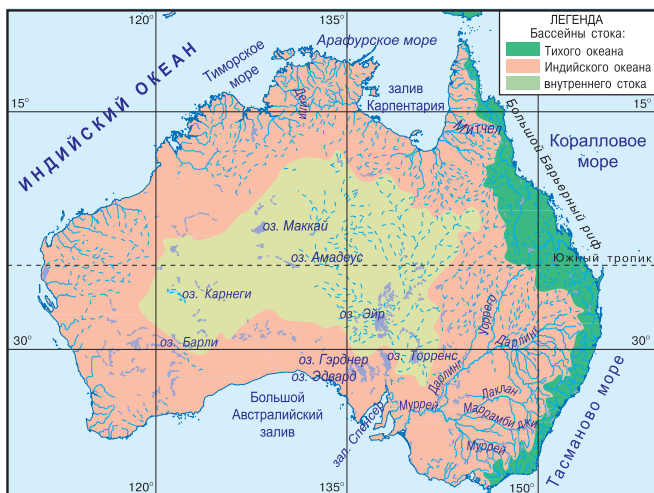 120°
135°
ЛЕГЕНДА
Бассейны стока:
Тихого океана
Индийского океана
внутреннего стока
Арафурское море
Тиморское
море
ИНДИЙСКИЙ ОКЕАН
залив
Карпентария
Дейли
15°
15°
Митчел
Большой Барьерный риф
Коралловое
море
оз. Маккай
оз. Амадеус
Южный тропик
оз. Карнеги
оз. Эйр
Уоррего
Дарлинг
30°
30°
оз. Барли
оз. Гэрднер
оз. Торренс
оз. Эдвард
Дарлинг
Большой
Австралийский
залив
зал. Спенсер
Муррей
Лаклан
Маррамби джи
Муррей
Тасманово море
120°
135°
150°